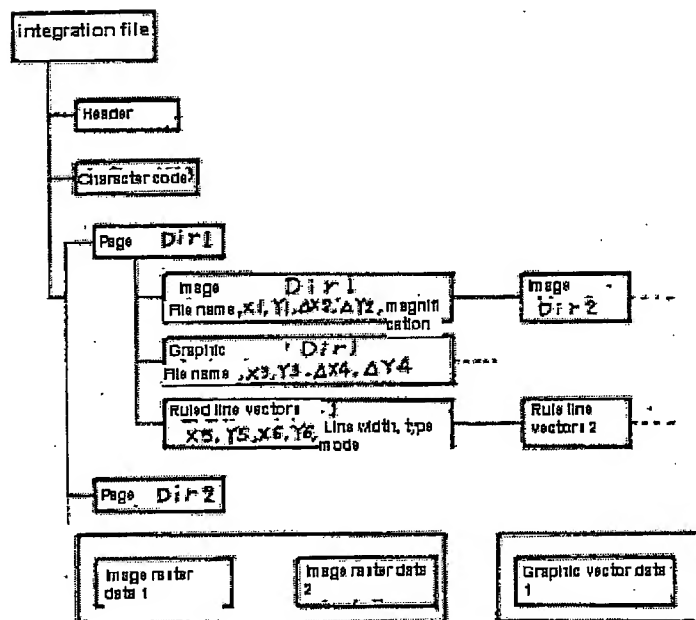 integration file
Header
Character code
Page Dir1
Image Dir1
File name, X1, Y1, ΔX2, ΔY2, magnifi
cation
Image
Dir2
Graphic Dir1
File name, X3, Y3, ΔX4, ΔY4
Ruled line vectors 1
X5, Y5, X6, Y6, Line width, type
mode
Rule line
vectors 2
Page Dir2
Image raster
data 1
Image raster data
2
Graphic vector data
1